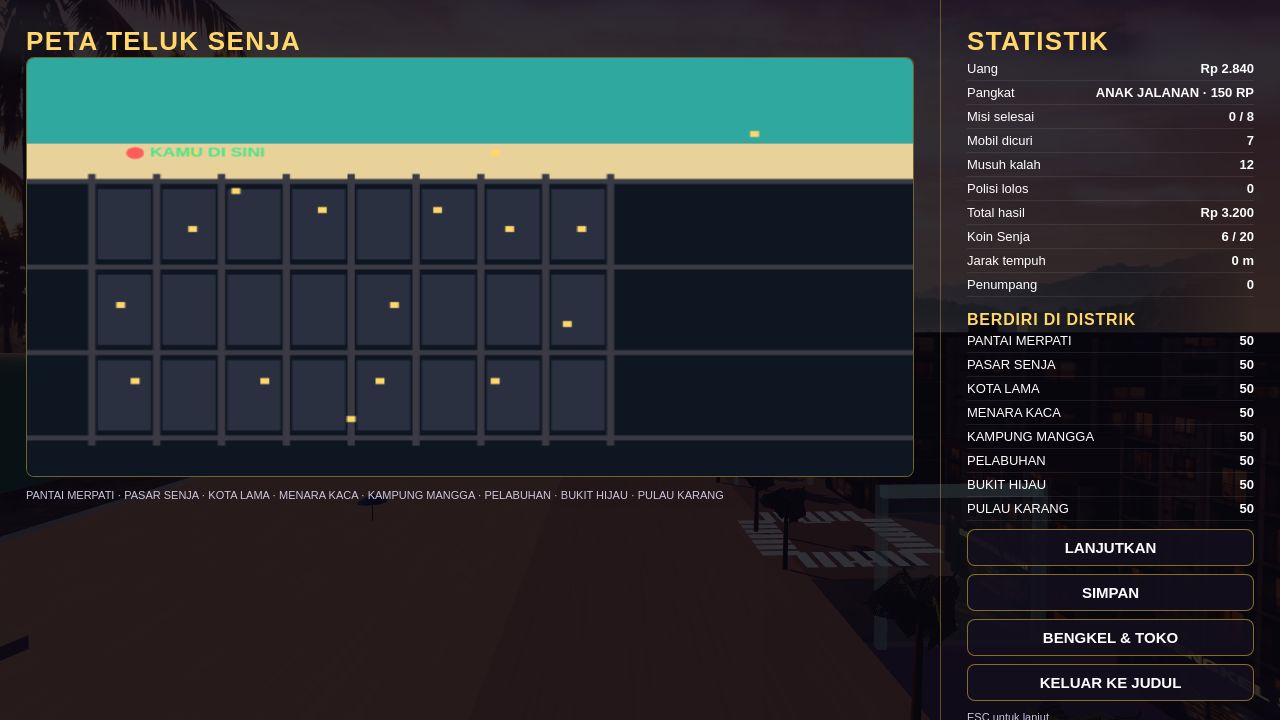 PETA TELUK SENJA
KAMU DI SINI
PANTAI MERPATI · PASAR SENJA · KOTA LAMA · MENARA KACA · KAMPUNG MANGGA · PELABUHAN · BUKIT HIJAU · PULAU KARANG
STATISTIK
Uang Rp 2.840
Pangkat ANAK JALANAN · 150 RP
Misi selesai 0 / 8
Mobil dicuri 7
Musuh kalah 12
Polisi lolos 0
Total hasil Rp 3.200
Koin Senja 6 / 20
Jarak tempuh 0 m
Penumpang 0
BERDIRI DI DISTRIK
PANTAI MERPATI 50
PASAR SENJA 50
KOTA LAMA 50
MENARA KACA 50
KAMPUNG MANGGA 50
PELABUHAN 50
BUKIT HIJAU 50
PULAU KARANG 50
LANJUTKAN
SIMPAN
BENGKEL & TOKO
KELUAR KE JUDUL
ESC untuk lanjut